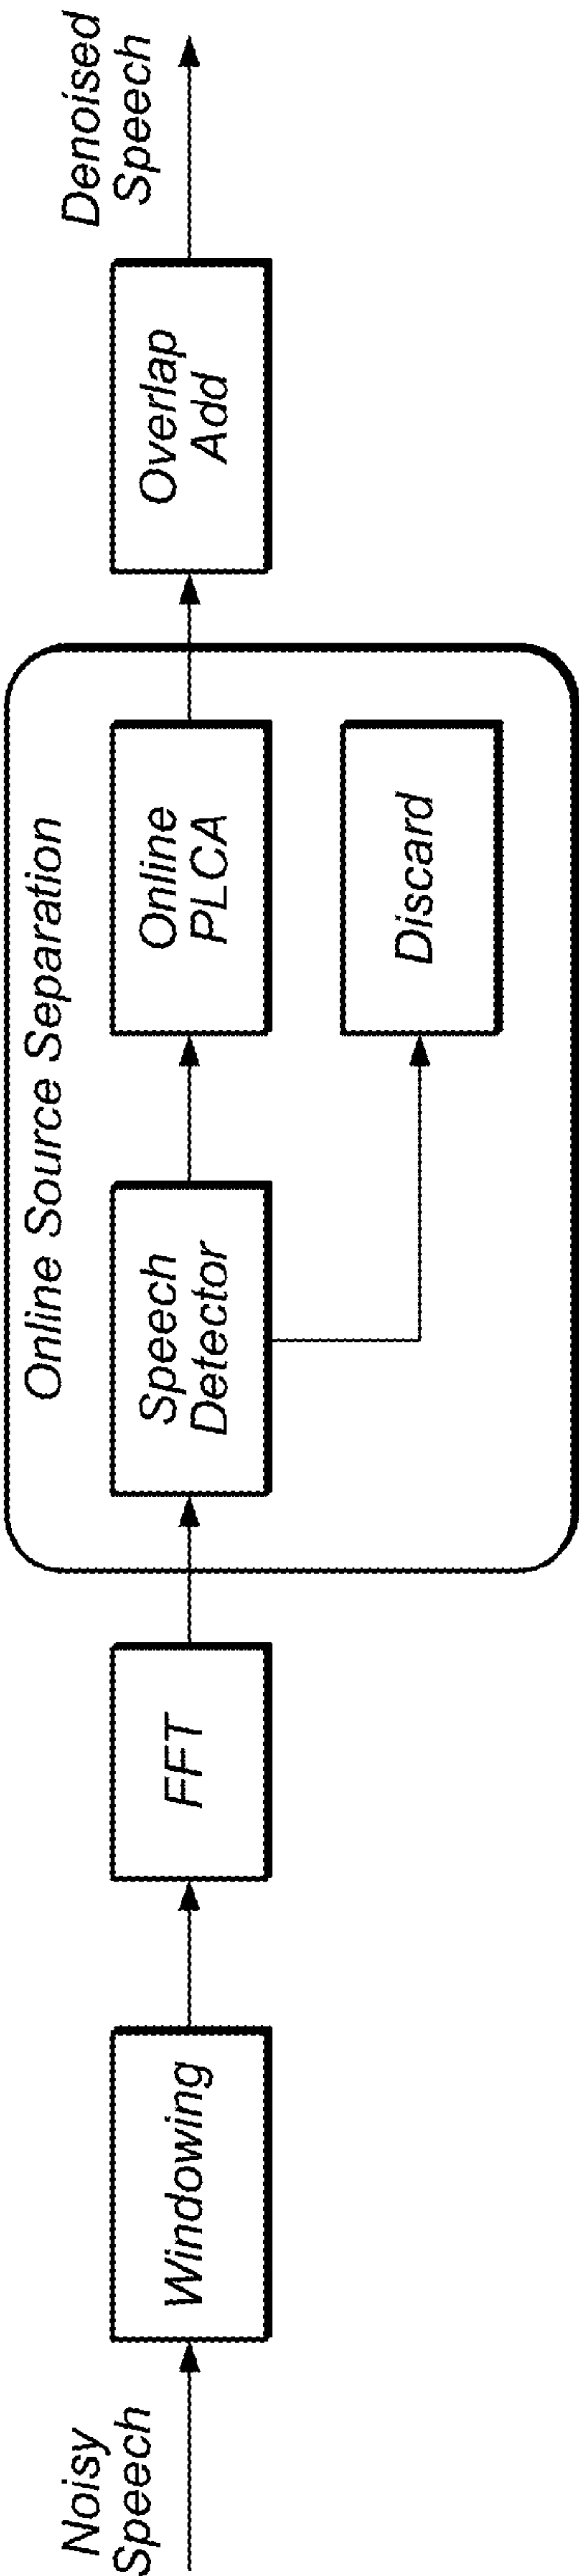 Noisy
Speech
Windowing
FFT
Online Source Separation
Speech
Detector
Online
PLCA
Discard
Overlap
Add
Denoised
Speech